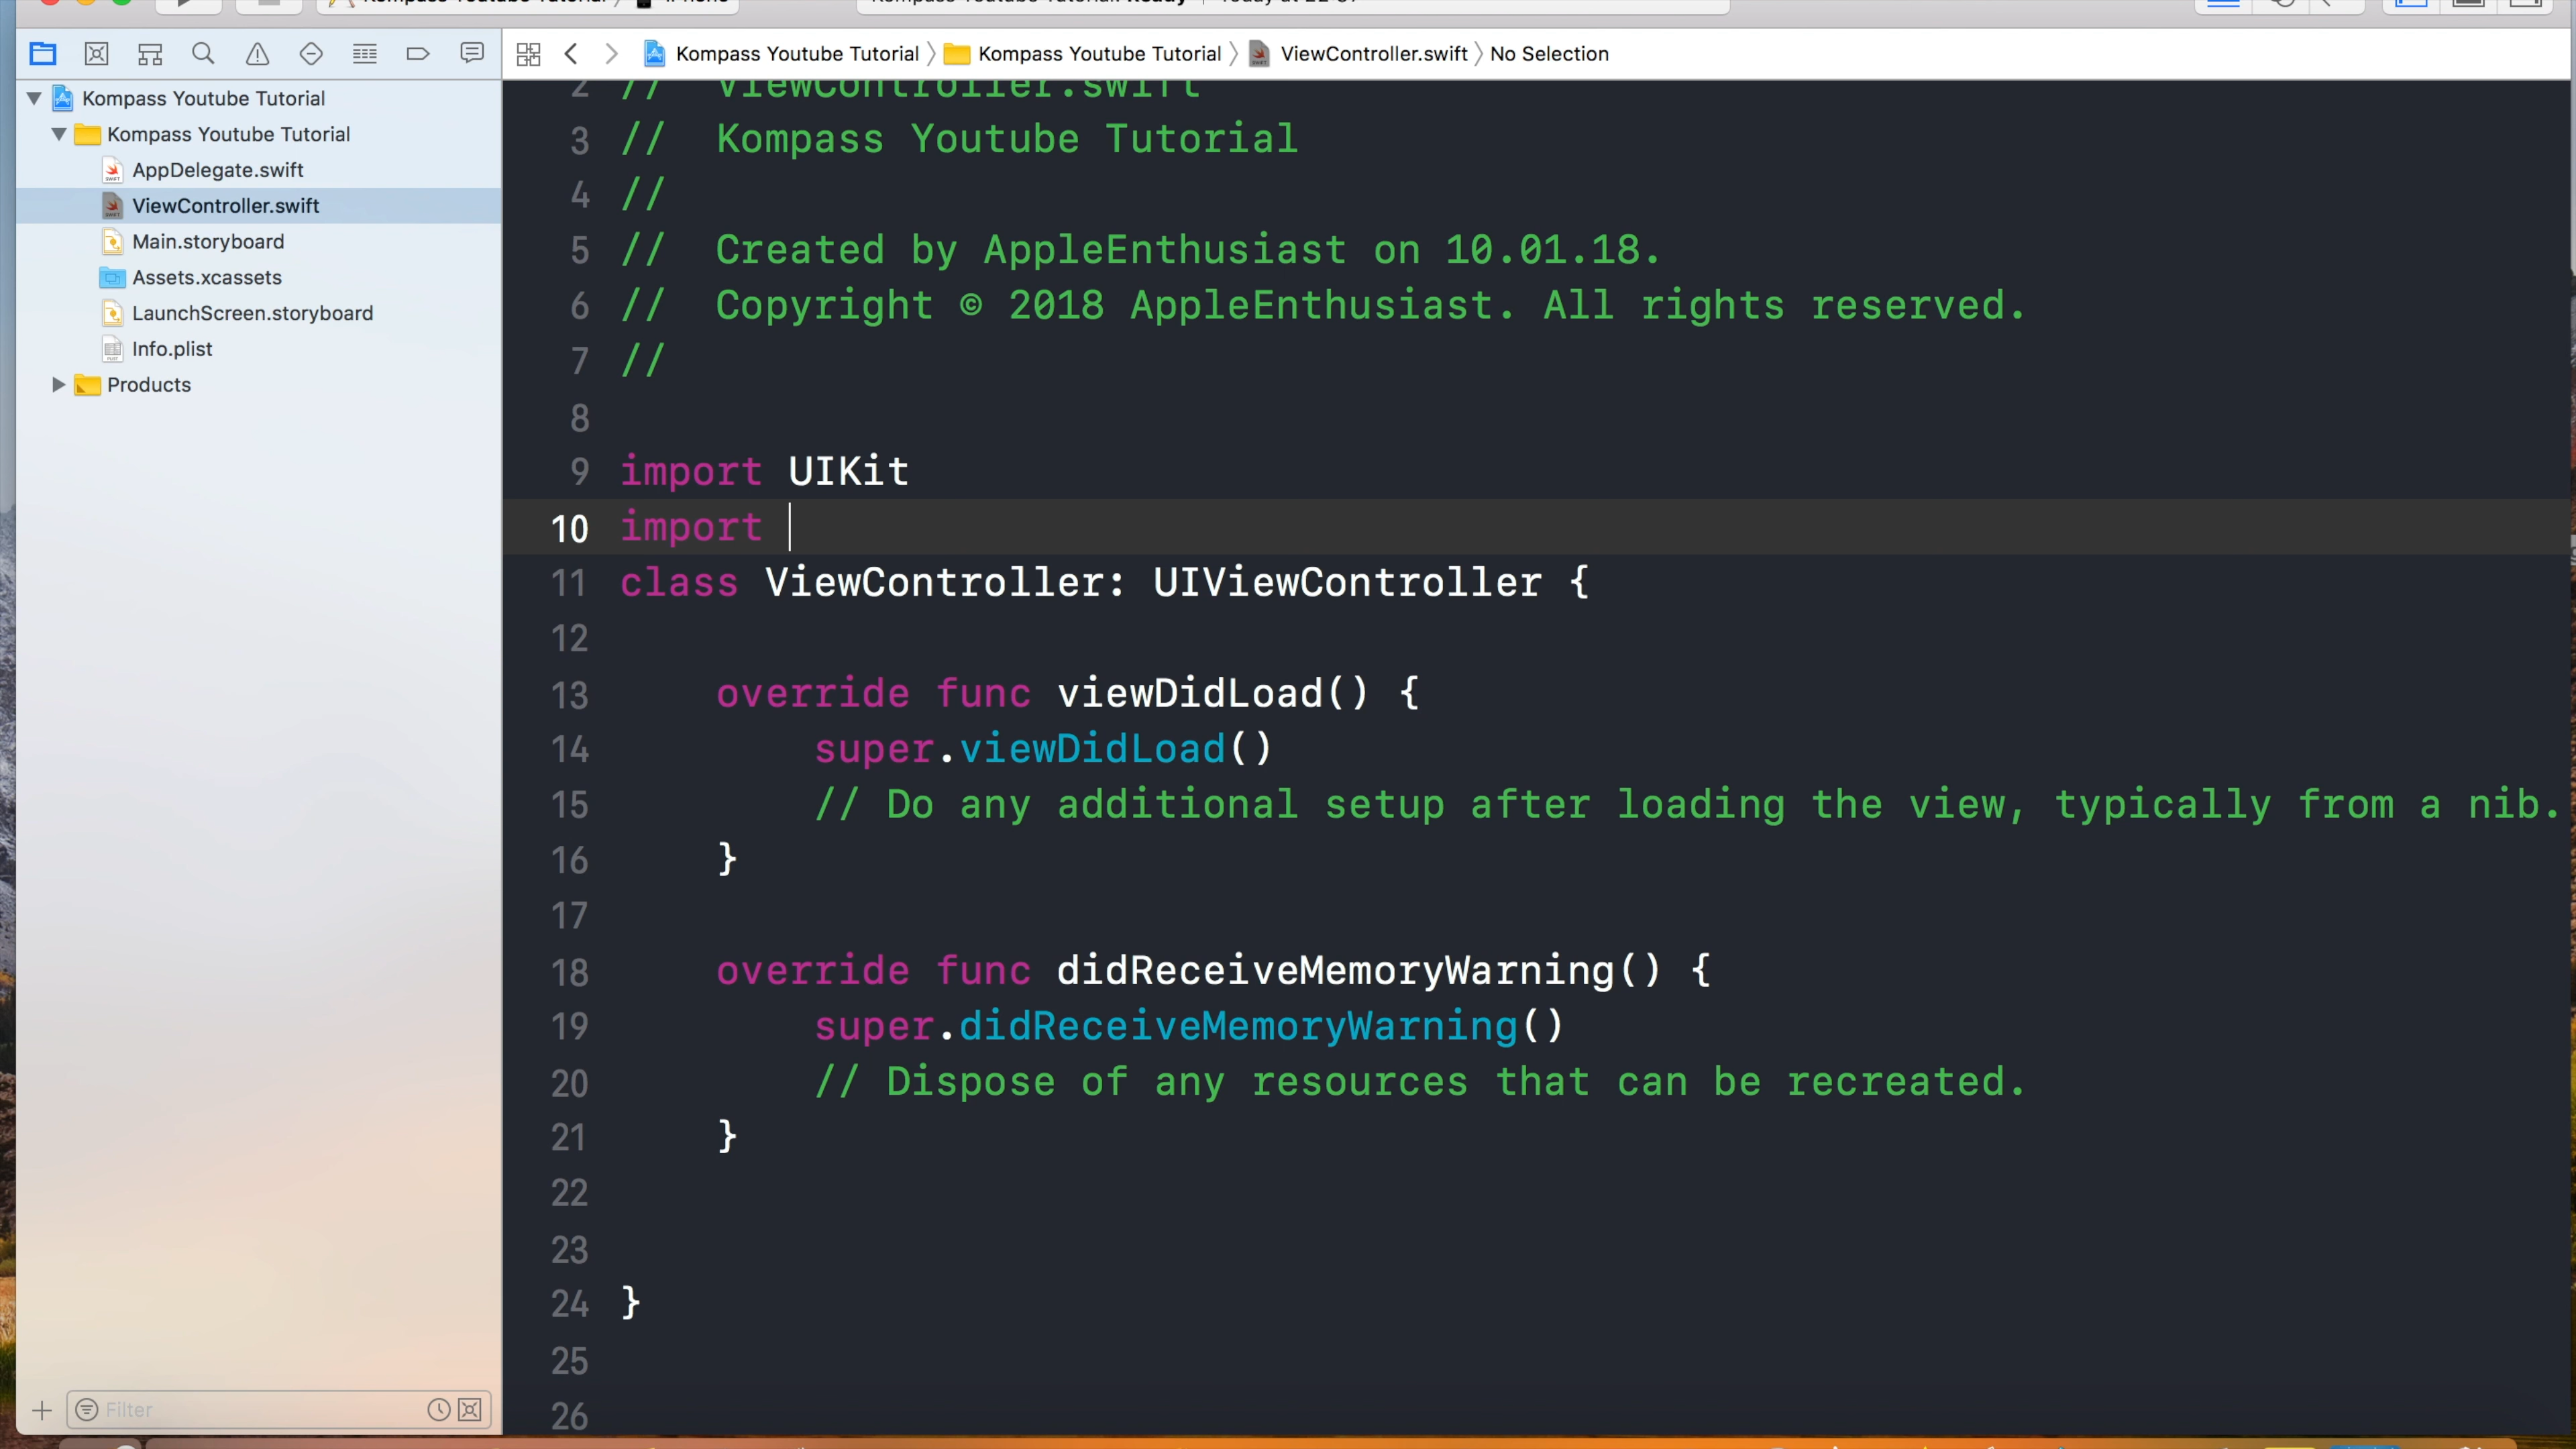 Kompass Youtube Tutorial 〉 Kompass Youtube Tutorial 〉 ViewController.swift 〉 No Selection
Kompass Youtube Tutorial
Kompass Youtube Tutorial
AppDelegate.swift
ViewController.swift
Main.storyboard
Assets.xcassets
LaunchScreen.storyboard
Info.plist
Products
Filter
2 // ViewController.swift
3 // Kompass Youtube Tutorial
4 //
5 // Created by AppleEnthusiast on 10.01.18.
6 // Copyright © 2018 AppleEnthusiast. All rights reserved.
7 //
8
9 import UIKit
10 import
11 class ViewController: UIViewController {
12
13 override func viewDidLoad() {
14 super.viewDidLoad()
15 // Do any additional setup after loading the view, typically from a nib.
16 }
17
18 override func didReceiveMemoryWarning() {
19 super.didReceiveMemoryWarning()
20 // Dispose of any resources that can be recreated.
21 }
22
23
24 }
25
26